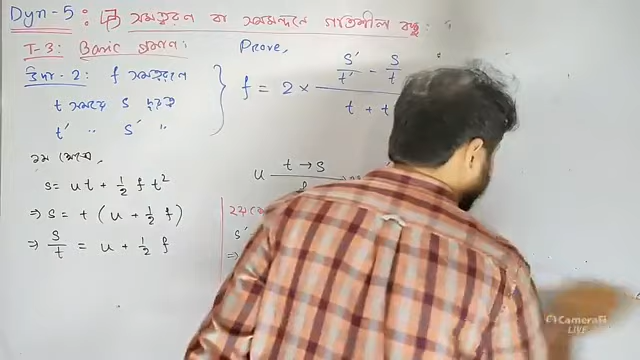 Dyn-5: সমত্বরণ বা সমমন্দনে গতিশীল বস্তু:
T-3: Basic প্রমাণ: Prove,
উদা-2: f সমত্বরণে
t সময়ে s দূরত্ব
t' " s' "
f = 2 × (s'/t' - s/t) / (t + t
১ম ক্ষেত্রে,
s = ut + 1/2 f t²
⇒ s = t (u + 1/2 f)
⇒ s/t = u + 1/2 f
u t → s
২য়
s'
⇒
CameraFi
LIVE